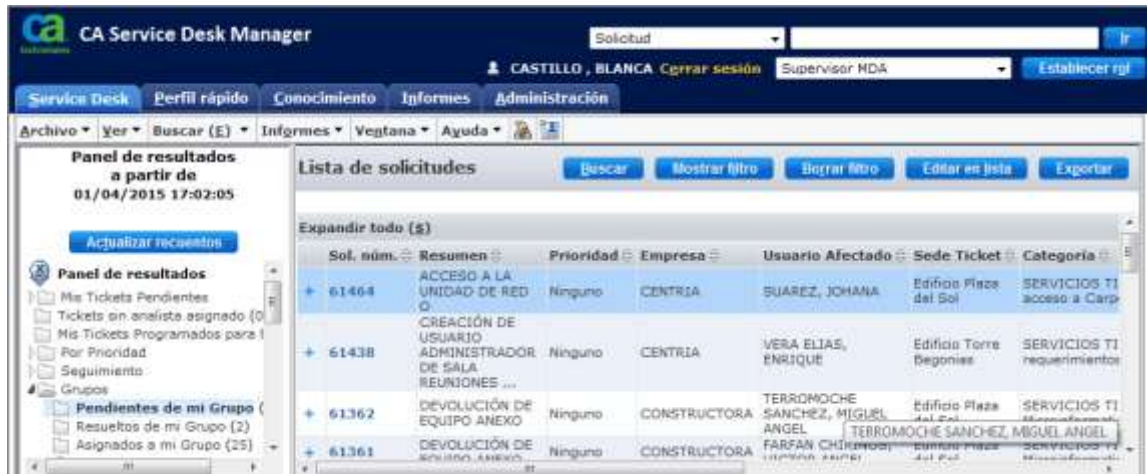 ca
CA Service Desk Manager
Solicitud
Ir
CASTILLO , BLANCA Cerrar sesión
Supervisor MDA
Establecer rol
Service Desk
Perfil rápido
Conocimiento
Informes
Administración
Archivo
Ver
Buscar (E)
Informes
Ventana
Ayuda
Panel de resultados
a partir de
01/04/2015 17:02:05
Actualizar recuentos
Panel de resultados
Mis Tickets Pendientes
Tickets sin analista asignado (0
Mis Tickets Programados para
Por Prioridad
Seguimiento
Grupos
Pendientes de mi Grupo (
Resueltos de mi Grupo (2)
Asignados a mi Grupo (25)
Lista de solicitudes
Buscar
Mostrar filtro
Borrar filtro
Editar en lista
Exportar
Expandir todo (S)
Sol. núm. Resumen Prioridad Empresa Usuario Afectado Sede Ticket Categoría
61464
ACCESO A LA
UNIDAD DE RED
O
Ninguno
CENTRIA
SUAREZ, JOHANA
Edificio Plaza
del Sol
SERVICIOS TI
acceso a Carp
61438
CREACIÓN DE
USUARIO
ADMINISTRADOR
DE SALA
REUNIONES ...
Ninguno
CENTRIA
VERA ELIAS,
ENRIQUE
Edificio Torre
Begonias
SERVICIOS TI
requerimientos
61362
DEVOLUCIÓN DE
EQUIPO ANEXO
Ninguno
CONSTRUCTORA
TERROMOCHE
SANCHEZ, MIGUEL
ANGEL
Edificio Plaza
SERVICIOS TI
TERROMOCHE SANCHEZ, MIGUEL ANGEL
61361
DEVOLUCIÓN DE
EQUIPO ANEXO
Ninguno
CONSTRUCTORA
FARFAN CHIRINOS,
VICTOR ANGEL